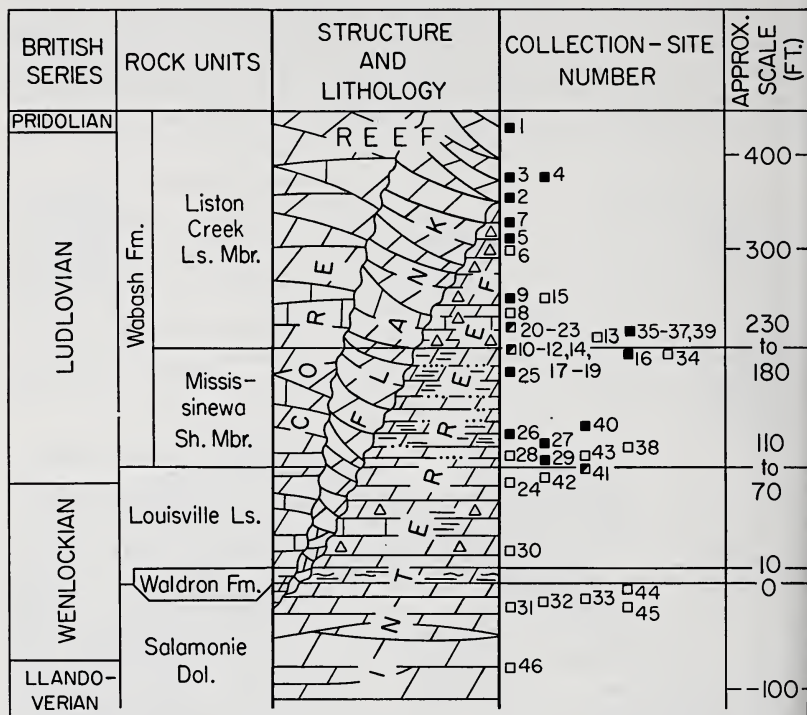 BRITISH SERIES
ROCK UNITS
STRUCTURE AND LITHOLOGY
COLLECTION-SITE NUMBER
APPROX. SCALE (FT.)
PRIDOLIAN
LUDLOVIAN
WENLOCKIAN
LLANDO-
VERIAN
Wabash Fm.
Liston
Creek
Ls. Mbr.
Missis-
sinewa
Sh. Mbr.
Louisville Ls.
Waldron Fm.
Salamonie
Dol.
REEF
CORE
FLANK
INTERREEF
1
3 4
2
7
5
6
9 15
8
20-23 13 35-37,39
10-12,14, 16 34
25 17-19
26 40
27
28 29 43 38
41
24 42
30
31 32 33 44
45
46
400
300
230
to
180
110
to
70
10
0
-100